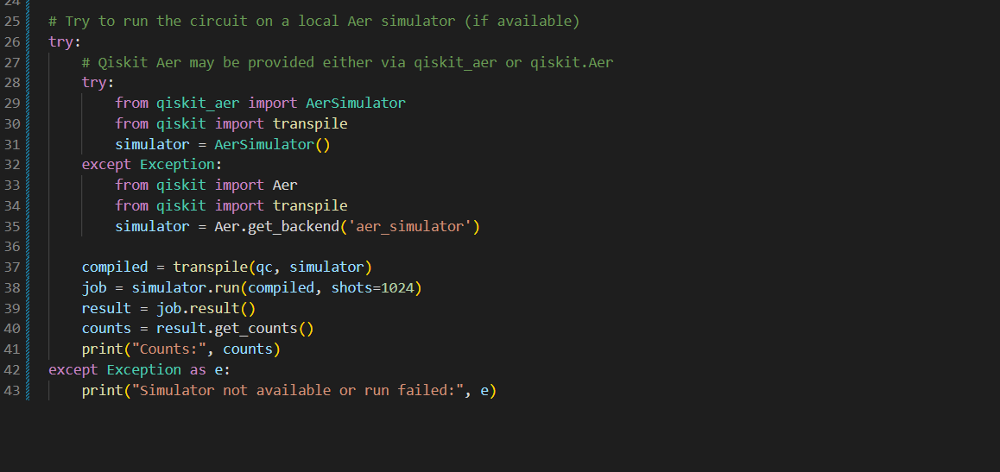 24
25 # Try to run the circuit on a local Aer simulator (if available)
26 try:
27     # Qiskit Aer may be provided either via qiskit_aer or qiskit.Aer
28     try:
29         from qiskit_aer import AerSimulator
30         from qiskit import transpile
31         simulator = AerSimulator()
32     except Exception:
33         from qiskit import Aer
34         from qiskit import transpile
35         simulator = Aer.get_backend('aer_simulator')
36
37     compiled = transpile(qc, simulator)
38     job = simulator.run(compiled, shots=1024)
39     result = job.result()
40     counts = result.get_counts()
41     print("Counts:", counts)
42 except Exception as e:
43     print("Simulator not available or run failed:", e)